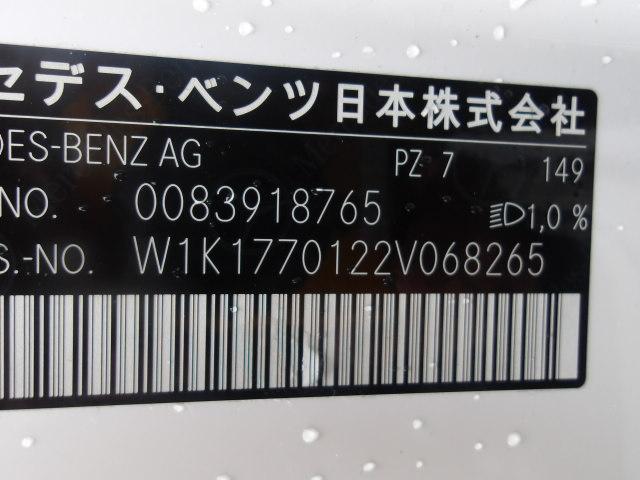 セデス・ベンツ日本株式会社
DES-BENZ AG PZ 7 149
NO. 0083918765 1,0 %
S.-NO. W1K1770122V068265